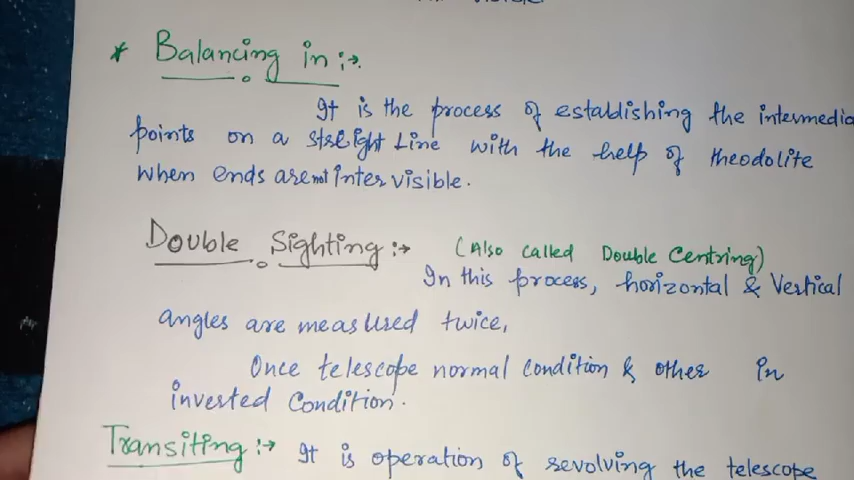 * Balancing in :→
It is the process of establishing the intermedia
points on a streight Line with the help of theodolite
when ends are not inter visible.
Double Sighting :→ (Also called Double Centring)
In this process, horizontal & Vertical
angles are measured twice,
Once telescope normal condition & other in
inverted Condition.
Transiting :→ It is operation of revolving the telescope